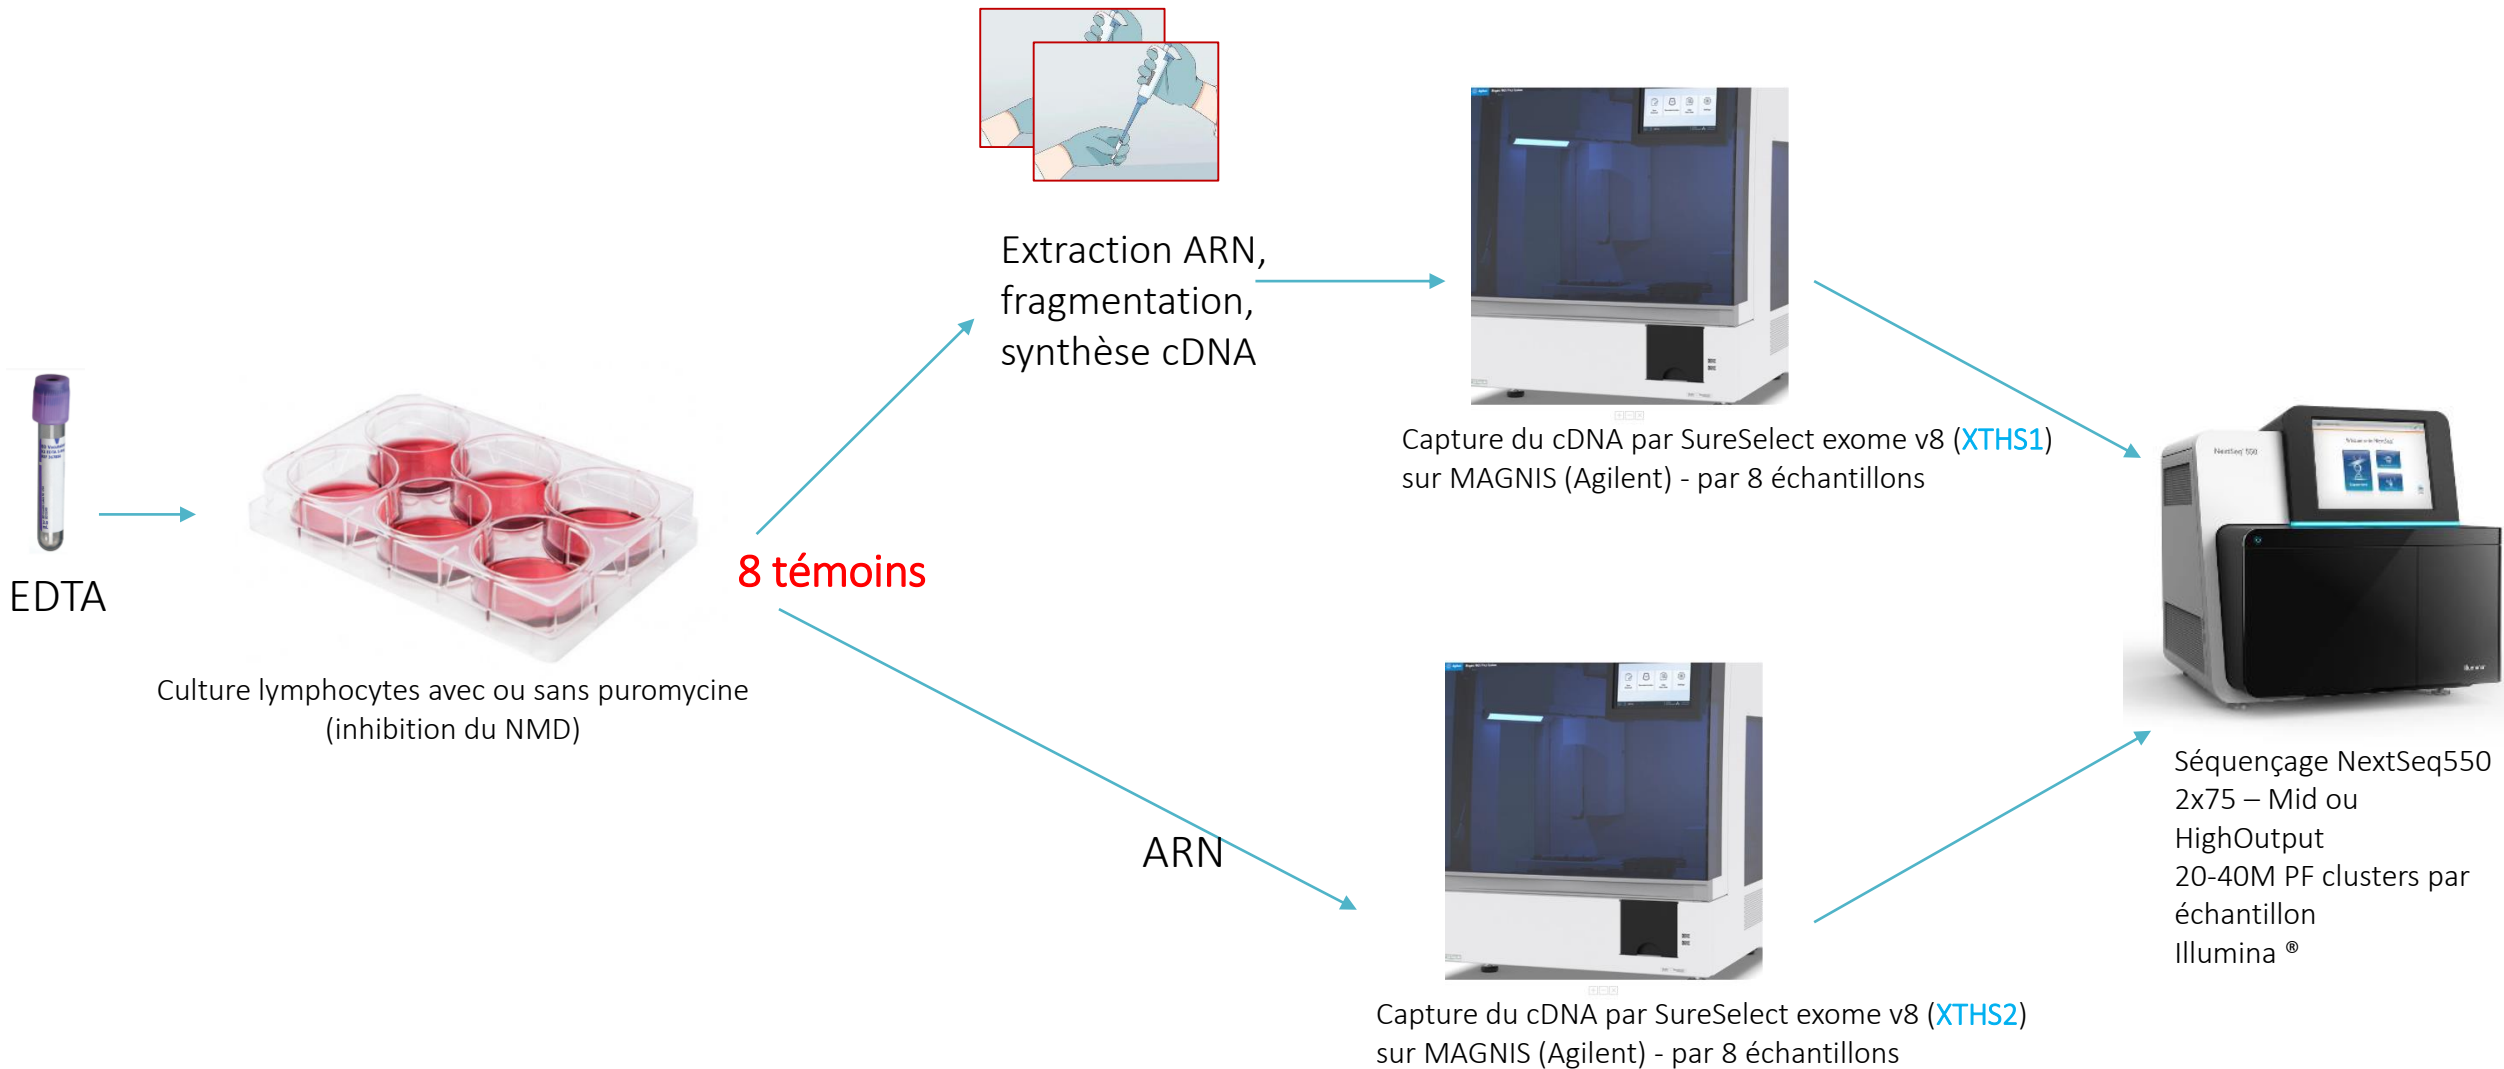 Extraction ARN,
fragmentation,
synthèse cDNA
Capture du cDNA par SureSelect exome v8 (XTHS1)
sur MAGNIS (Agilent) - par 8 échantillons
NextSeq 550
8 témoins
EDTA
Culture lymphocytes avec ou sans puromycine
(inhibition du NMD)
ARN
Capture du cDNA par SureSelect exome v8 (XTHS2)
sur MAGNIS (Agilent) - par 8 échantillons
Séquençage NextSeq550
2x75 – Mid ou
HighOutput
20-40M PF clusters par
échantillon
Illumina ®